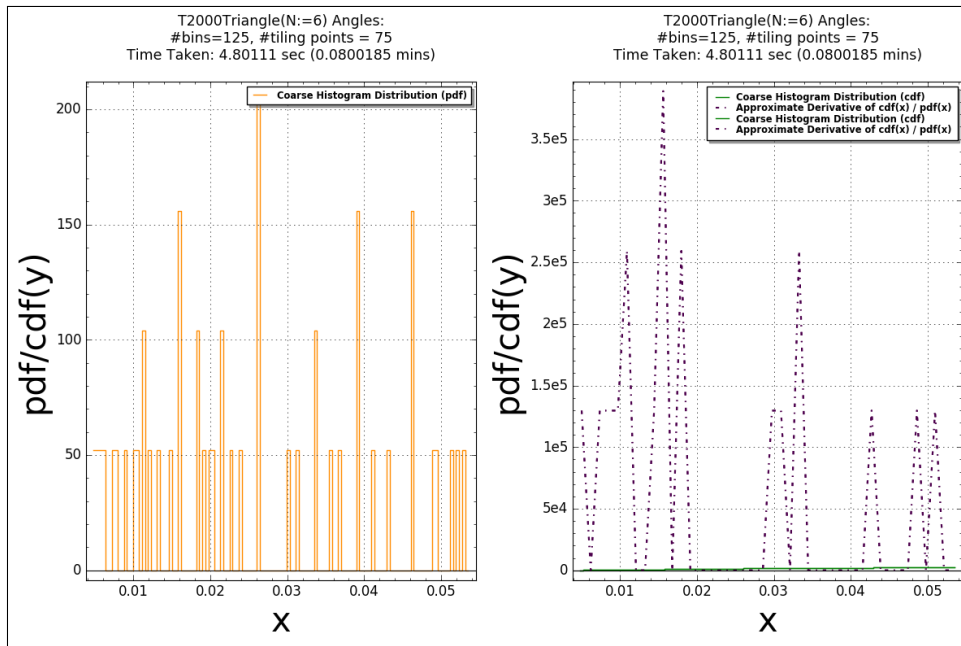 T2000Triangle(N:=6) Angles:
#bins=125, #tiling points = 75
Time Taken: 4.80111 sec (0.0800185 mins)
Coarse Histogram Distribution (pdf)
200
150
100
50
0
0.01 0.02 0.03 0.04 0.05
pdf/cdf(y)
x
T2000Triangle(N:=6) Angles:
#bins=125, #tiling points = 75
Time Taken: 4.80111 sec (0.0800185 mins)
Coarse Histogram Distribution (cdf)
Approximate Derivative of cdf(x) / pdf(x)
Coarse Histogram Distribution (cdf)
Approximate Derivative of cdf(x) / pdf(x)
3.5e5
3e5
2.5e5
2e5
1.5e5
1e5
5e4
0
0.01 0.02 0.03 0.04 0.05
pdf/cdf(y)
x